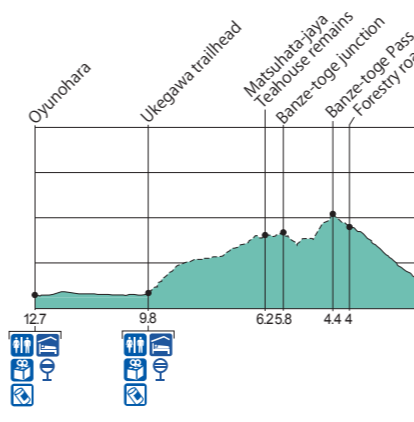 Oyunohara
Ukegawa trailhead
Matsuhata-jaya
Teahouse remains
Banze-toge junction
Banze-toge Pass
Forestry roa
12.7
9.8
6.2
5.8
4.4
4